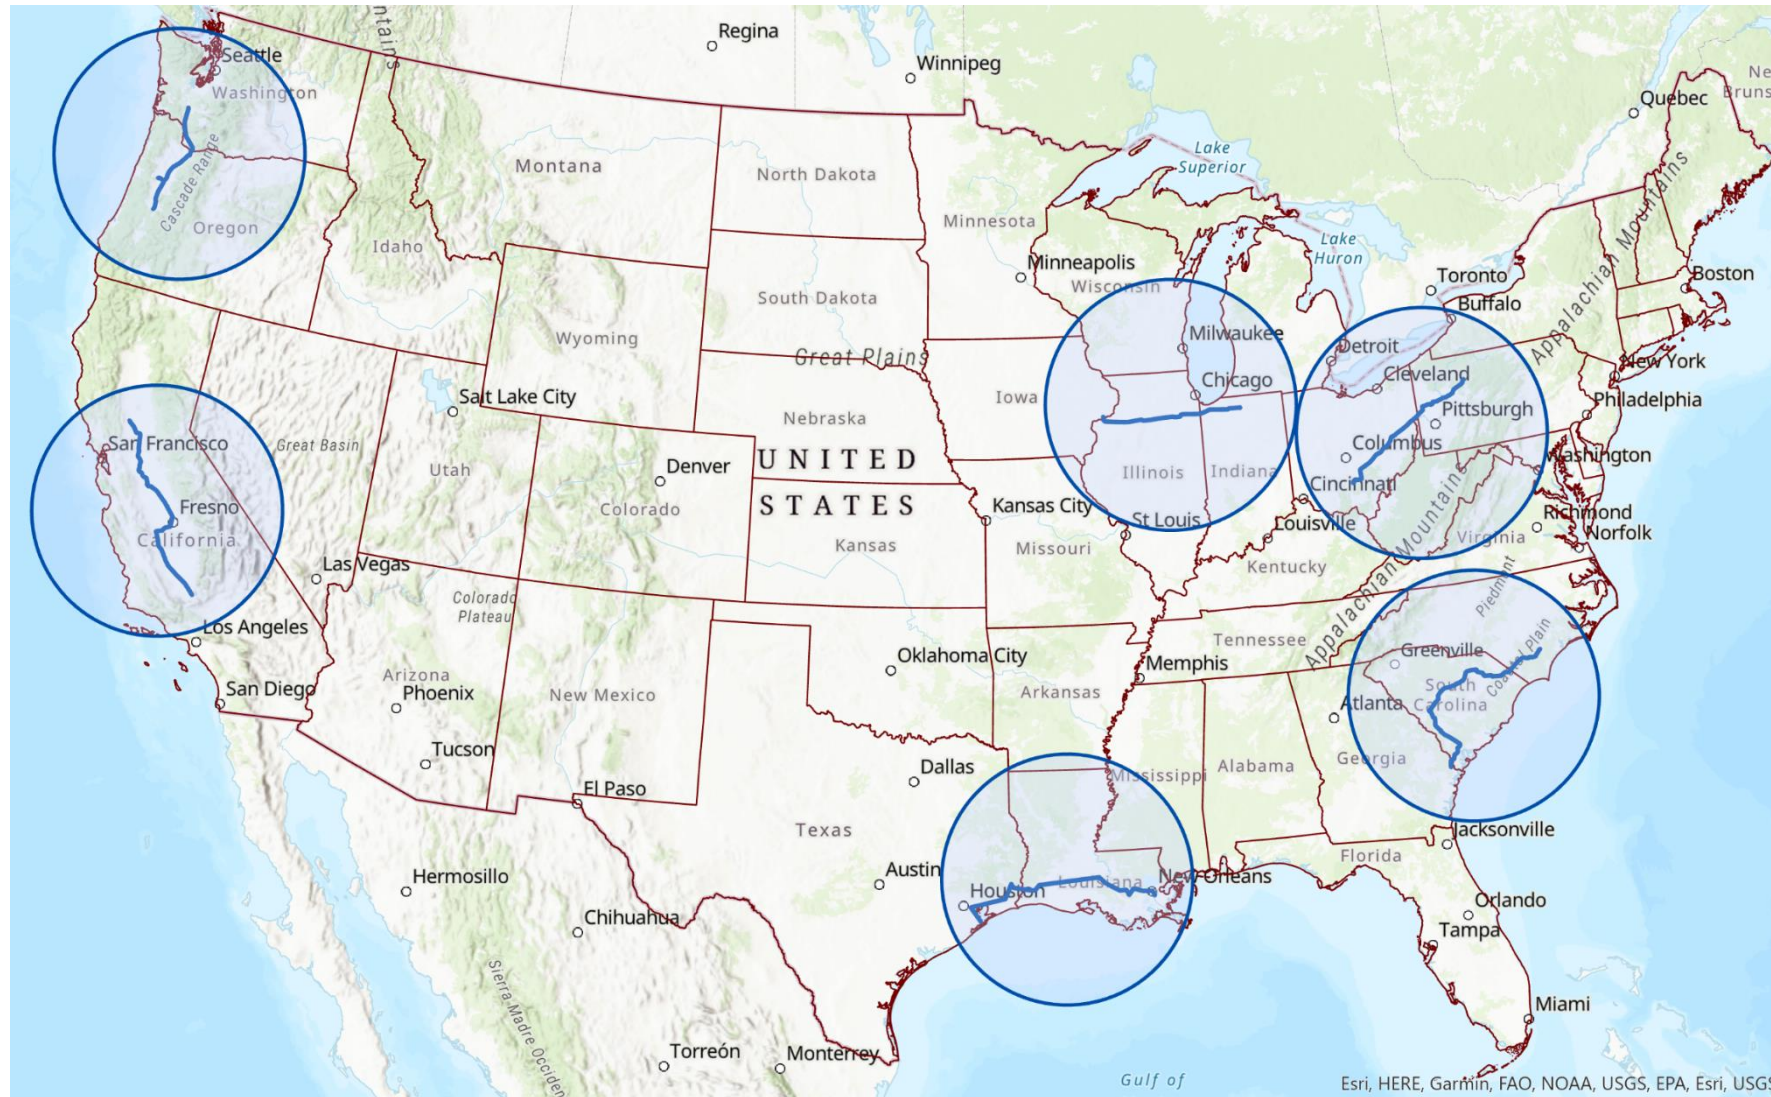 Regina
Winnipeg
Quebec
Ne
Bruns
ntains
Seattle
Washington
Lake
Superior
Montana
North Dakota
Minnesota
Cascade Range
Oregon
Idaho
Lake
Huron
Appalachian Mountains
Minneapolis
Wisconsin
Toronto
Boston
South Dakota
Buffalo
Wyoming
Milwaukee
Detroit
Great Plains
New York
Salt Lake City
Chicago
Cleveland
Iowa
Philadelphia
Nebraska
Pittsburgh
San Francisco
Great Basin
Columbus
Utah
Denver
UNITED
Washington
Illinois
Indiana
Cincinnati
STATES
Fresno
Colorado
Kansas City
St Louis
Louisville
Richmond
California
Kansas
Missouri
Virginia
Norfolk
Las Vegas
Kentucky
Appalachian Mountains
Piedmont
Colorado
Plateau
Los Angeles
Tennessee
Greenville
Coastal Plain
Oklahoma City
Memphis
Arizona
Phoenix
New Mexico
Arkansas
South
Carolina
San Diego
Atlanta
Tucson
Dallas
Mississippi
Alabama
Georgia
El Paso
Texas
Jacksonville
Florida
Hermosillo
Austin
Houston
Louisiana
New Orleans
Orlando
Chihuahua
Tampa
Sierra Madre Occiden
Miami
Torreón
Monterrey
Gulf of
Esri, HERE, Garmin, FAO, NOAA, USGS, EPA, Esri, USGS